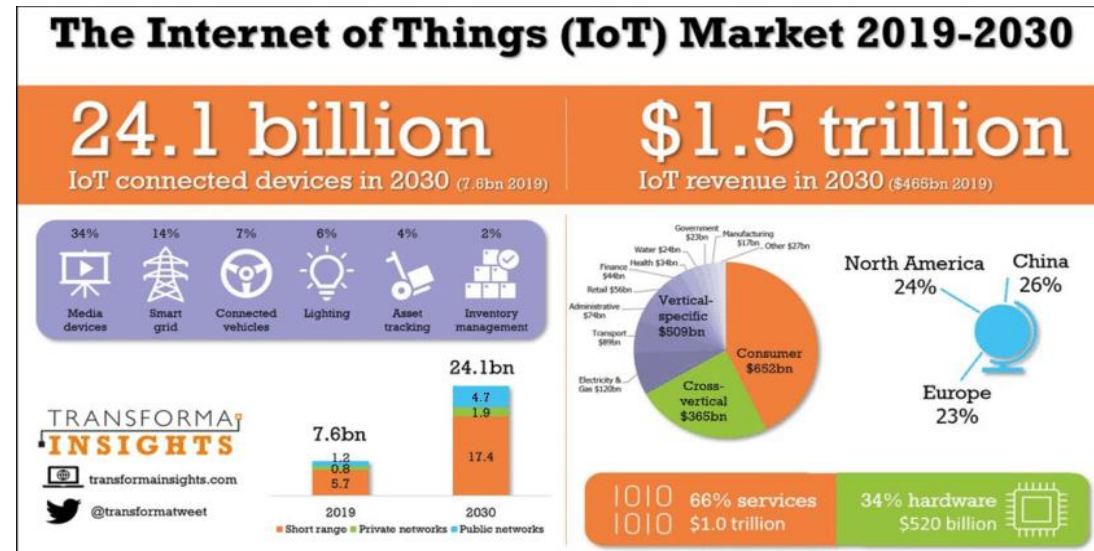 The Internet of Things (IoT) Market 2019-2030
24.1 billion
IoT connected devices in 2030 (7.6bn 2019)
$1.5 trillion
IoT revenue in 2030 ($465bn 2019)
34%
Media
devices
14%
Smart
grid
7%
Connected
vehicles
6%
Lighting
4%
Asset
tracking
2%
Inventory
management
TRANSFORMA
INSIGHTS
transformainsights.com
@transformatweet
7.6bn
1.2
0.8
5.7
2019
24.1bn
4.7
1.9
17.4
2030
Short range Private networks Public networks
Government
$23bn
Manufacturing
$17bn
Other $27bn
Water $24bn
Health $34bn
Finance
$44bn
Retail $56bn
Administrative
$74bn
Transport
$89bn
Electricity &
Gas $120bn
Vertical-
specific
$509bn
Consumer
$652bn
Cross-
vertical
$365bn
North America
24%
China
26%
Europe
23%
1010
1010
66% services
$1.0 trillion
34% hardware
$520 billion